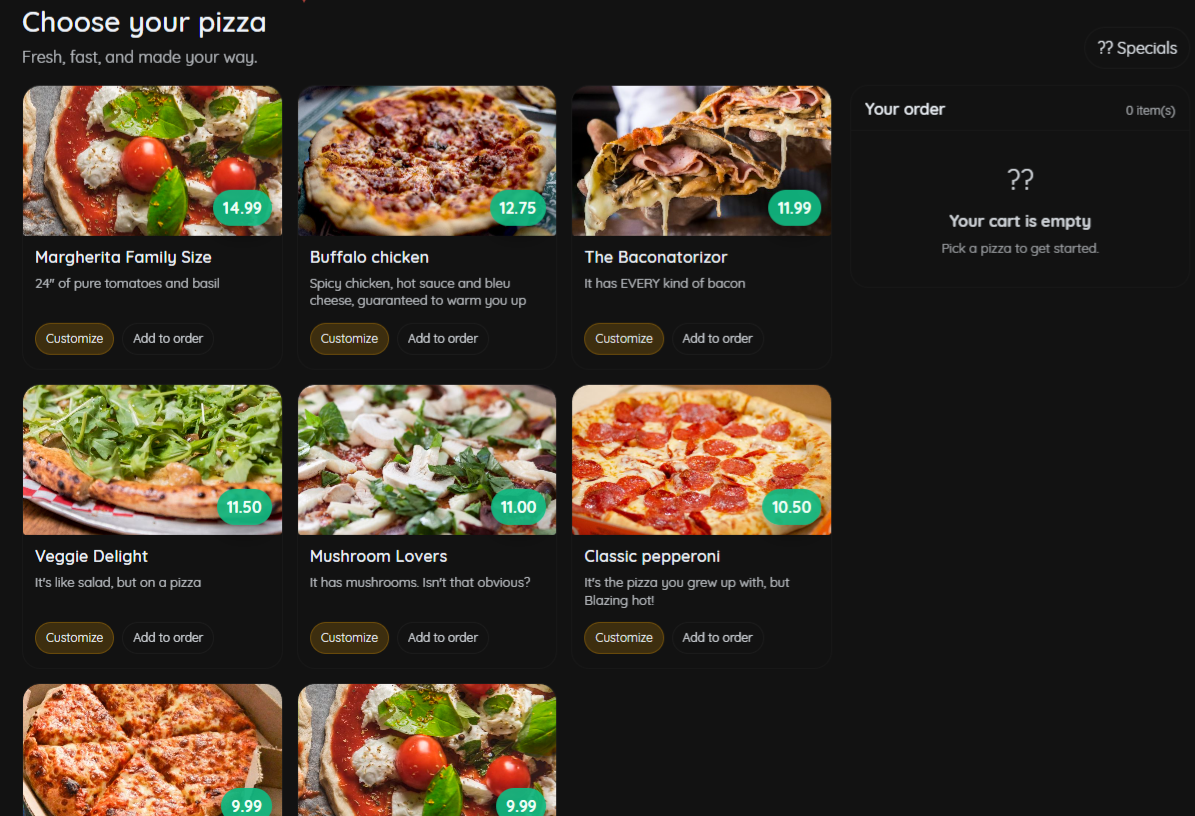 Choose your pizza
Fresh, fast, and made your way.
?? Specials
14.99
Margherita Family Size
24" of pure tomatoes and basil
Customize
Add to order
12.75
Buffalo chicken
Spicy chicken, hot sauce and bleu
cheese, guaranteed to warm you up
Customize
Add to order
11.99
The Baconatorizor
It has EVERY kind of bacon
Customize
Add to order
Your order
0 item(s)
??
Your cart is empty
Pick a pizza to get started.
11.50
Veggie Delight
It's like salad, but on a pizza
Customize
Add to order
11.00
Mushroom Lovers
It has mushrooms. Isn't that obvious?
Customize
Add to order
10.50
Classic pepperoni
It's the pizza you grew up with, but
Blazing hot!
Customize
Add to order
9.99
9.99